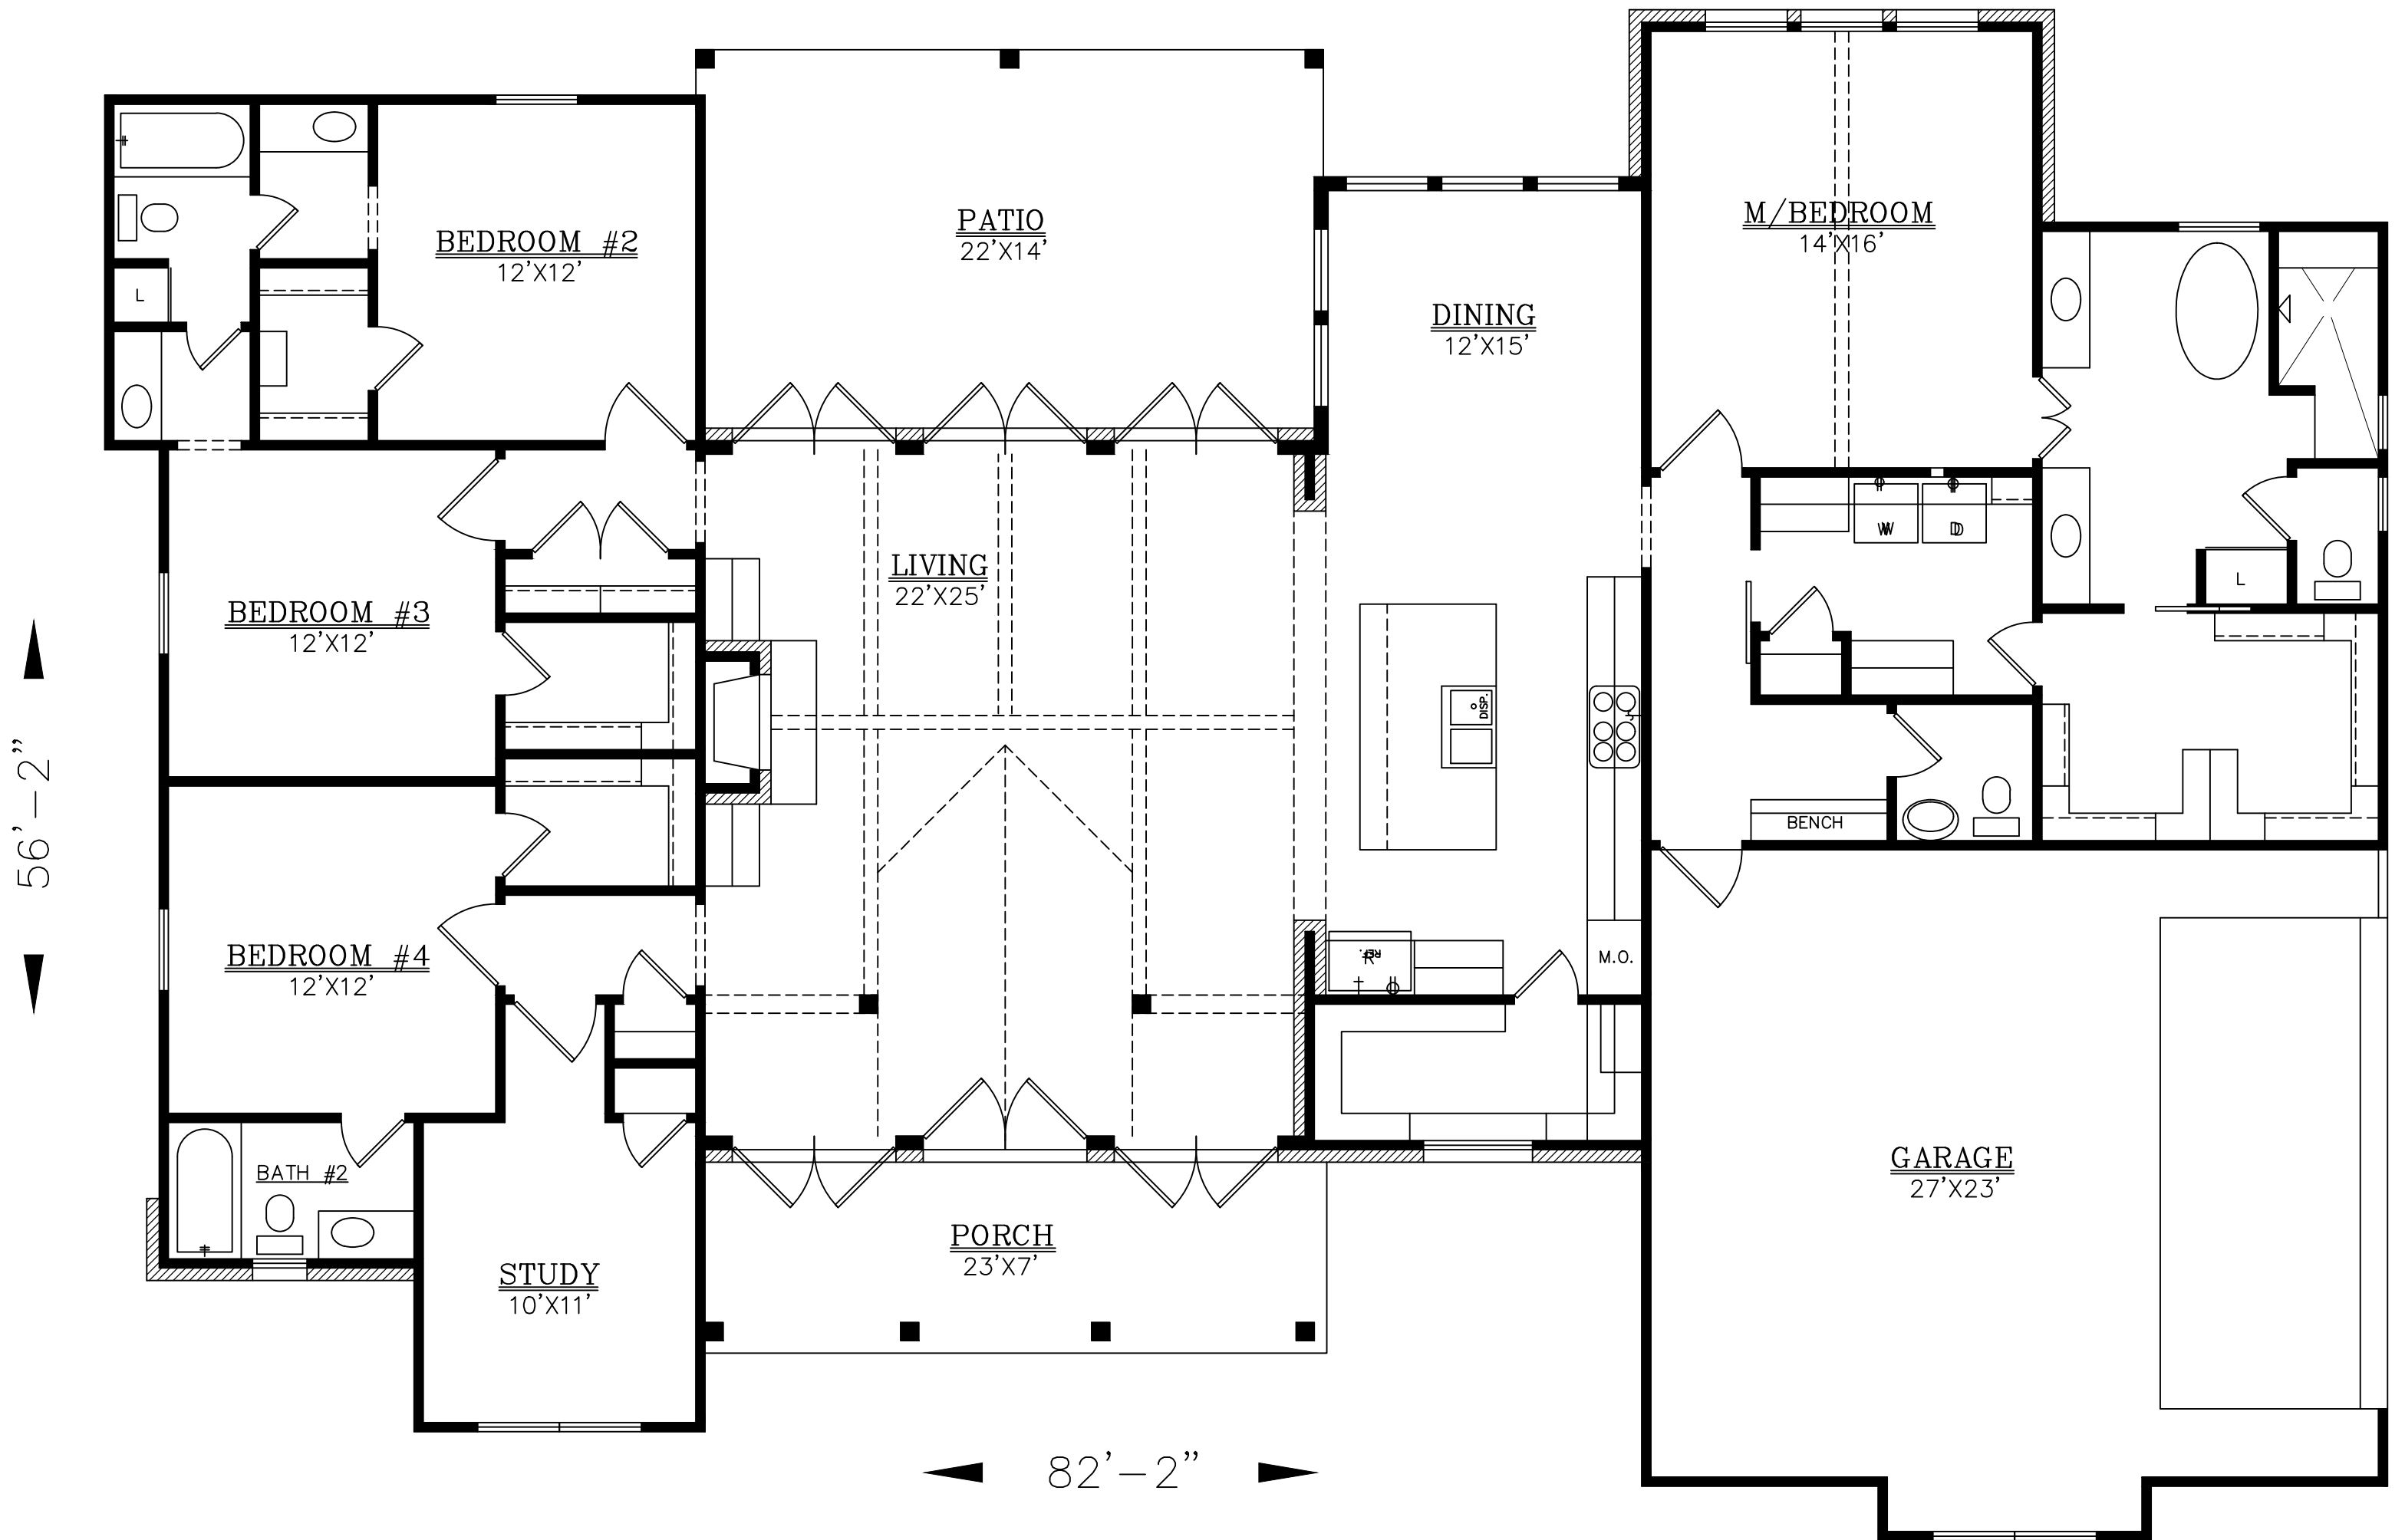 PATIO
22'X14'
M/BEDROOM
14'X16'
BEDROOM #2
12'X12'
L
DINING
12'X15'
W
D
LIVING
22'X25'
L
BEDROOM #3
12'X12'
DISP.
56'-2"
BENCH
BEDROOM #4
12'X12'
REF.
M.O.
BATH #2
GARAGE
27'X23'
PORCH
23'X7'
STUDY
10'X11'
82'-2"